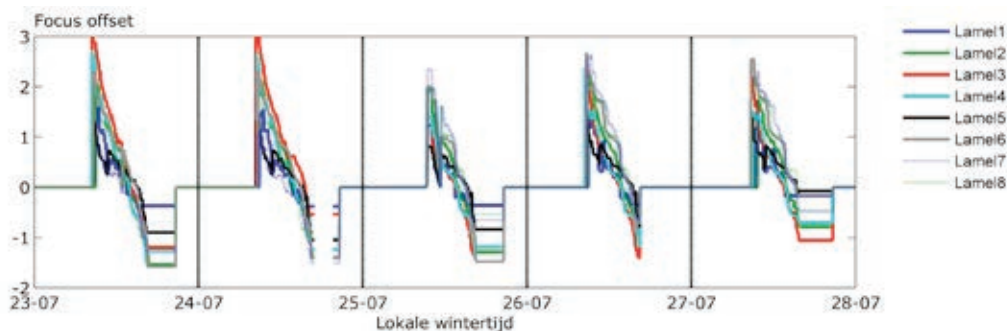 Focus offset
3
2
1
0
-1
-2
23-07 24-07 25-07 26-07 27-07 28-07
Lokale wintertijd
Lamel1
Lamel2
Lamel3
Lamel4
Lamel5
Lamel6
Lamel7
Lamel8